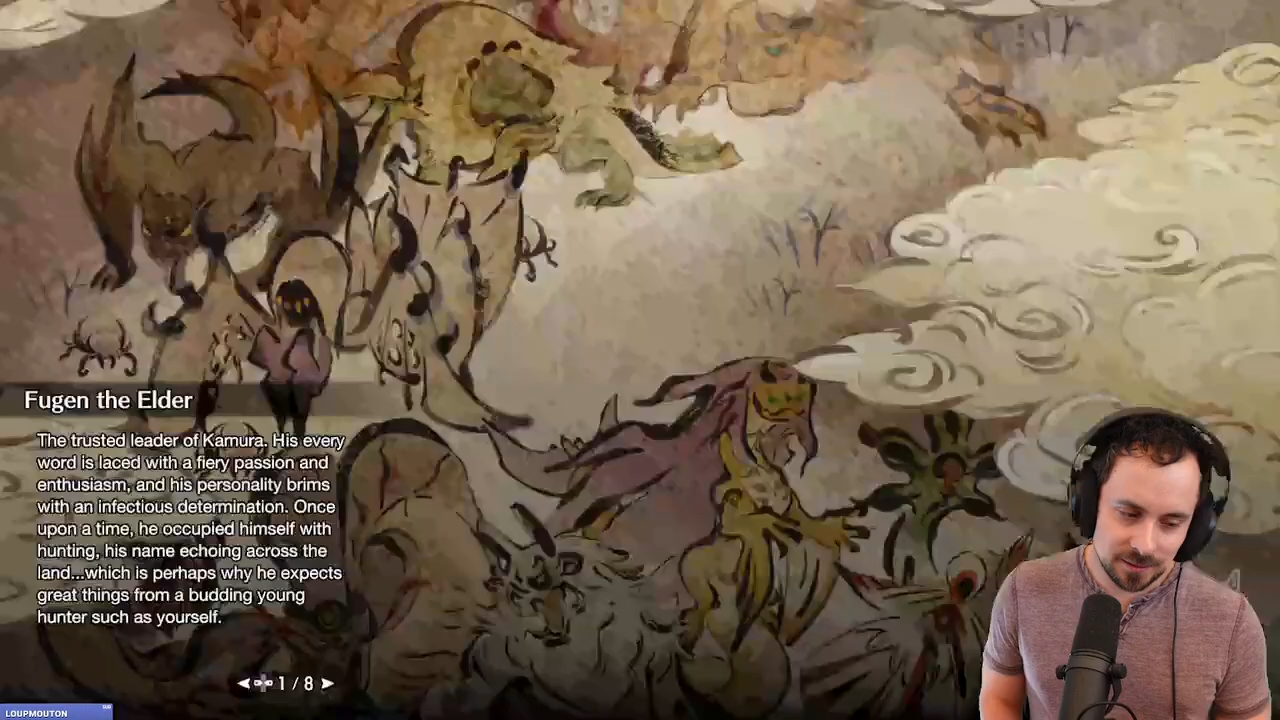 Fugen the Elder
The trusted leader of Kamura. His every
word is laced with a fiery passion and
enthusiasm, and his personality brims
with an infectious determination. Once
upon a time, he occupied himself with
hunting, his name echoing across the
land...which is perhaps why he expects
great things from a budding young
hunter such as yourself.
1 / 8
LOUPMOUTON